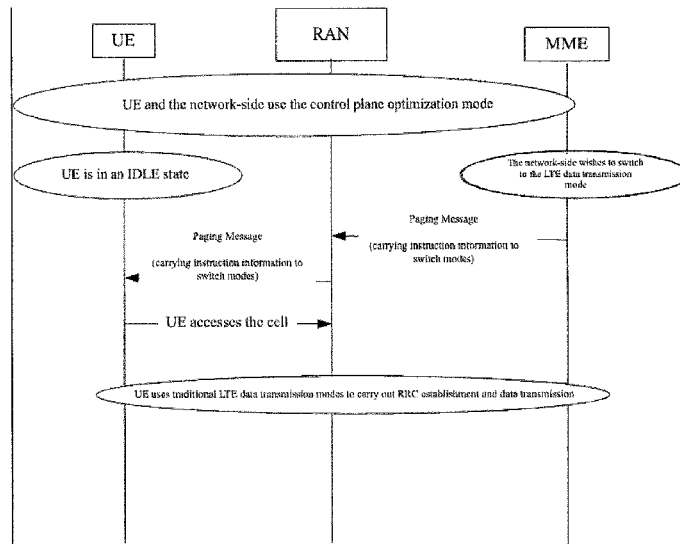 UE
RAN
MME
UE and the network-side use the control plane optimization mode
UE is in an IDLE state
The network-side wishes to switch
to the LTE data transmission
mode
Paging Message
(carrying instruction information to
switch modes)
Paging Message
(carrying instruction information to
switch modes)
UE accesses the cell
UE uses traditional LTE data transmission modes to carry out RRC establishment and data transmission